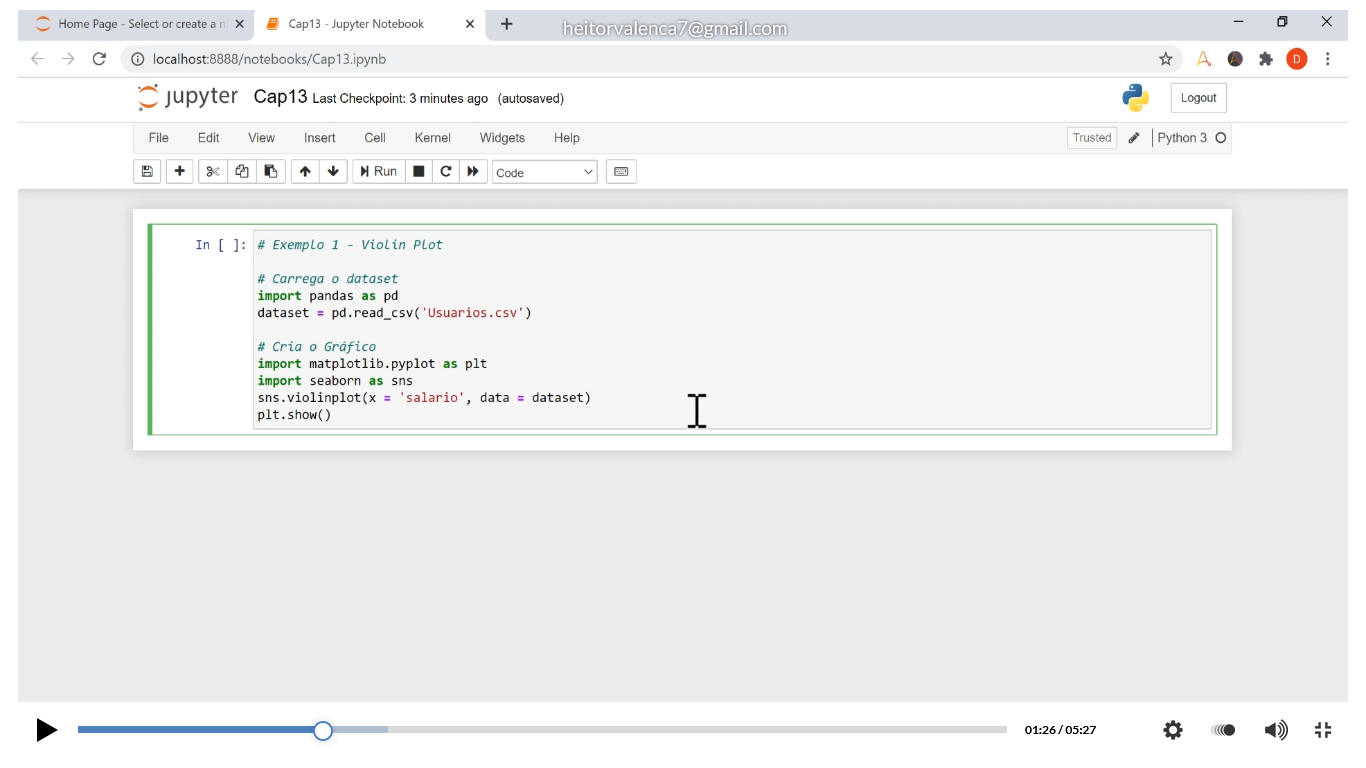 Home Page - Select or create a n
Cap13 - Jupyter Notebook
heitorvalenca7@gmail.com
localhost:8888/notebooks/Cap13.ipynb
D
jupyter Cap13 Last Checkpoint: 3 minutes ago (autosaved)
Logout
File Edit View Insert Cell Kernel Widgets Help
Trusted
Python 3
Run
Code
In [ ]: # Exemplo 1 - Violin Plot
# Carrega o dataset
import pandas as pd
dataset = pd.read_csv('Usuarios.csv')
# Cria o Gráfico
import matplotlib.pyplot as plt
import seaborn as sns
sns.violinplot(x = 'salario', data = dataset)
plt.show()
01:26 / 05:27